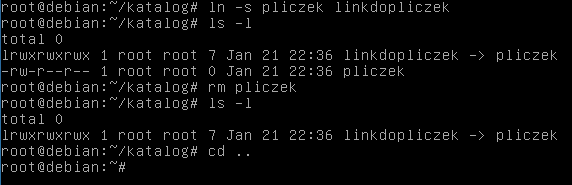 root@debian:~/katalog# ln -s pliczek linkdopliczek
root@debian:~/katalog# ls -l
total 0
lrwxrwxrwx 1 root root 7 Jan 21 22:36 linkdopliczek -> pliczek
-rw-r--r-- 1 root root 0 Jan 21 22:36 pliczek
root@debian:~/katalog# rm pliczek
root@debian:~/katalog# ls -l
total 0
lrwxrwxrwx 1 root root 7 Jan 21 22:36 linkdopliczek -> pliczek
root@debian:~/katalog# cd ..
root@debian:~#